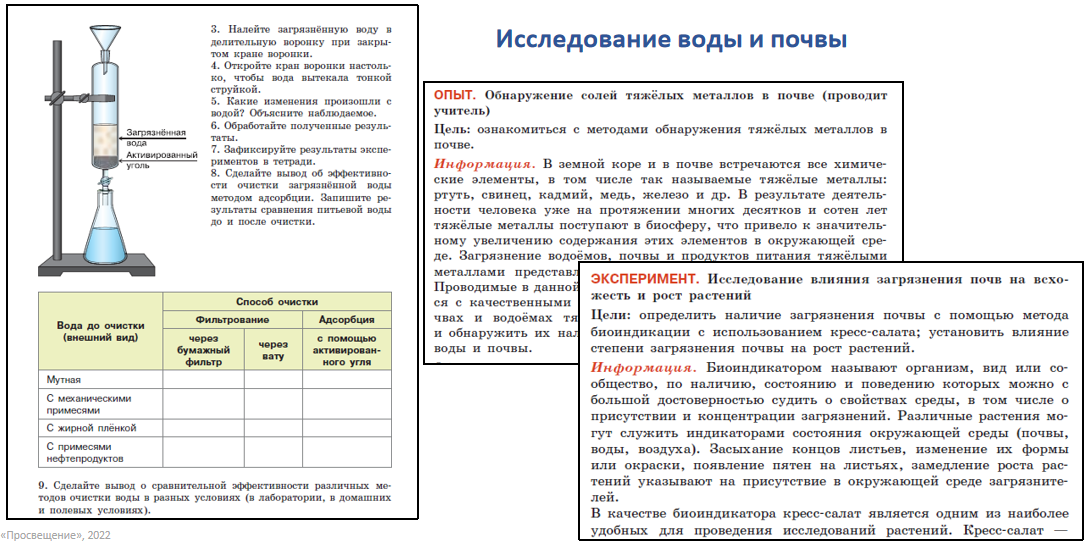 Исследование воды и почвы
3. Налейте загрязнённую воду в
делительную воронку при закры-
том кране воронки.
4. Откройте кран воронки настоль-
ко, чтобы вода вытекала тонкой
струйкой.
5. Какие изменения произошли с
водой? Объясните наблюдаемое.
6. Обработайте полученные резуль-
таты.
7. Зафиксируйте результаты экспе-
риментов в тетради.
8. Сделайте вывод об эффективно-
сти очистки загрязнённой воды
методом адсорбции. Запишите ре-
зультаты сравнения питьевой воды
до и после очистки.
Загрязнённая
вода
Активированный
уголь
Вода до очистки
(внешний вид)
Способ очистки
Фильтрование
Адсорбция
через
бумажный
фильтр
через
вату
с помощью
активирован-
ного угля
Мутная
С механическими
примесями
С жирной плёнкой
С примесями
нефтепродуктов
9. Сделайте вывод о сравнительной эффективности различных ме-
тодов очистки воды в разных условиях (в лаборатории, в домашних
и полевых условиях).
«Просвещение», 2022
ОПЫТ. Обнаружение солей тяжёлых металлов в почве (проводит
учитель)
Цель: ознакомиться с методами обнаружения тяжёлых металлов в
почве.
Информация. В земной коре и в почве встречаются все химиче-
ские элементы, в том числе так называемые тяжёлые металлы:
ртуть, свинец, кадмий, медь, железо и др. В результате деятель-
ности человека уже на протяжении многих десятков и сотен лет
тяжёлые металлы поступают в биосферу, что привело к значитель-
ному увеличению содержания этих элементов в окружающей сре-
де. Загрязнение водоёмов, почвы и продуктов питания тяжёлыми
металлами представл
Проводимые в данной
ся с качественными
чвах и водоёмах тя
и обнаружить их нал
воды и почвы.
ЭКСПЕРИМЕНТ. Исследование влияния загрязнения почв на всхо-
жесть и рост растений
Цели: определить наличие загрязнения почвы с помощью метода
биоиндикации с использованием кресс-салата; установить влияние
степени загрязнения почвы на рост растений.
Информация. Биоиндикатором называют организм, вид или со-
общество, по наличию, состоянию и поведению которых можно с
большой достоверностью судить о свойствах среды, в том числе о
присутствии и концентрации загрязнений. Различные растения мо-
гут служить индикаторами состояния окружающей среды (почвы,
воды, воздуха). Засыхание концов листьев, изменение их формы
или окраски, появление пятен на листьях, замедление роста рас-
тений указывают на присутствие в окружающей среде загрязните-
лей.
В качестве биоиндикатора кресс-салат является одним из наиболее
удобных для проведения исследований растений. Кресс-салат —